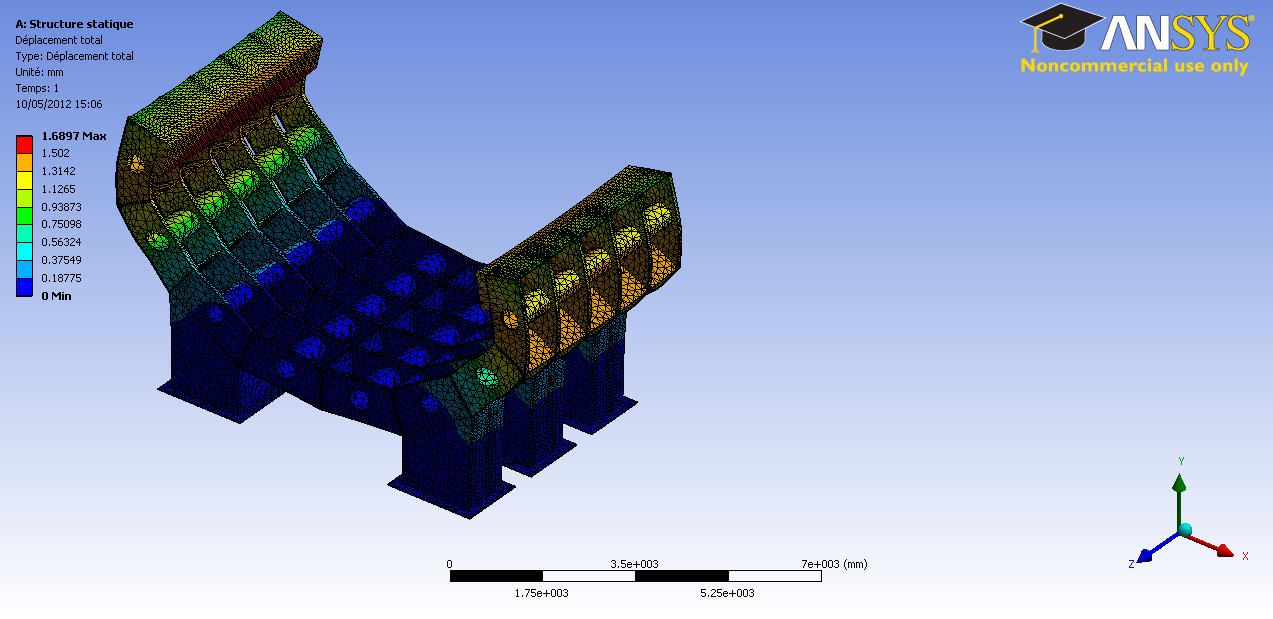 A: Structure statique
Déplacement total
Type: Déplacement total
Unité: mm
Temps: 1
10/05/2012 15:06
1.6897 Max
1.502
1.3142
1.1265
0.93873
0.75098
0.56324
0.37549
0.18775
0 Min
ANSYS®
Noncommercial use only
0 3.5e+003 7e+003 (mm)
1.75e+003 5.25e+003
Y
X
Z